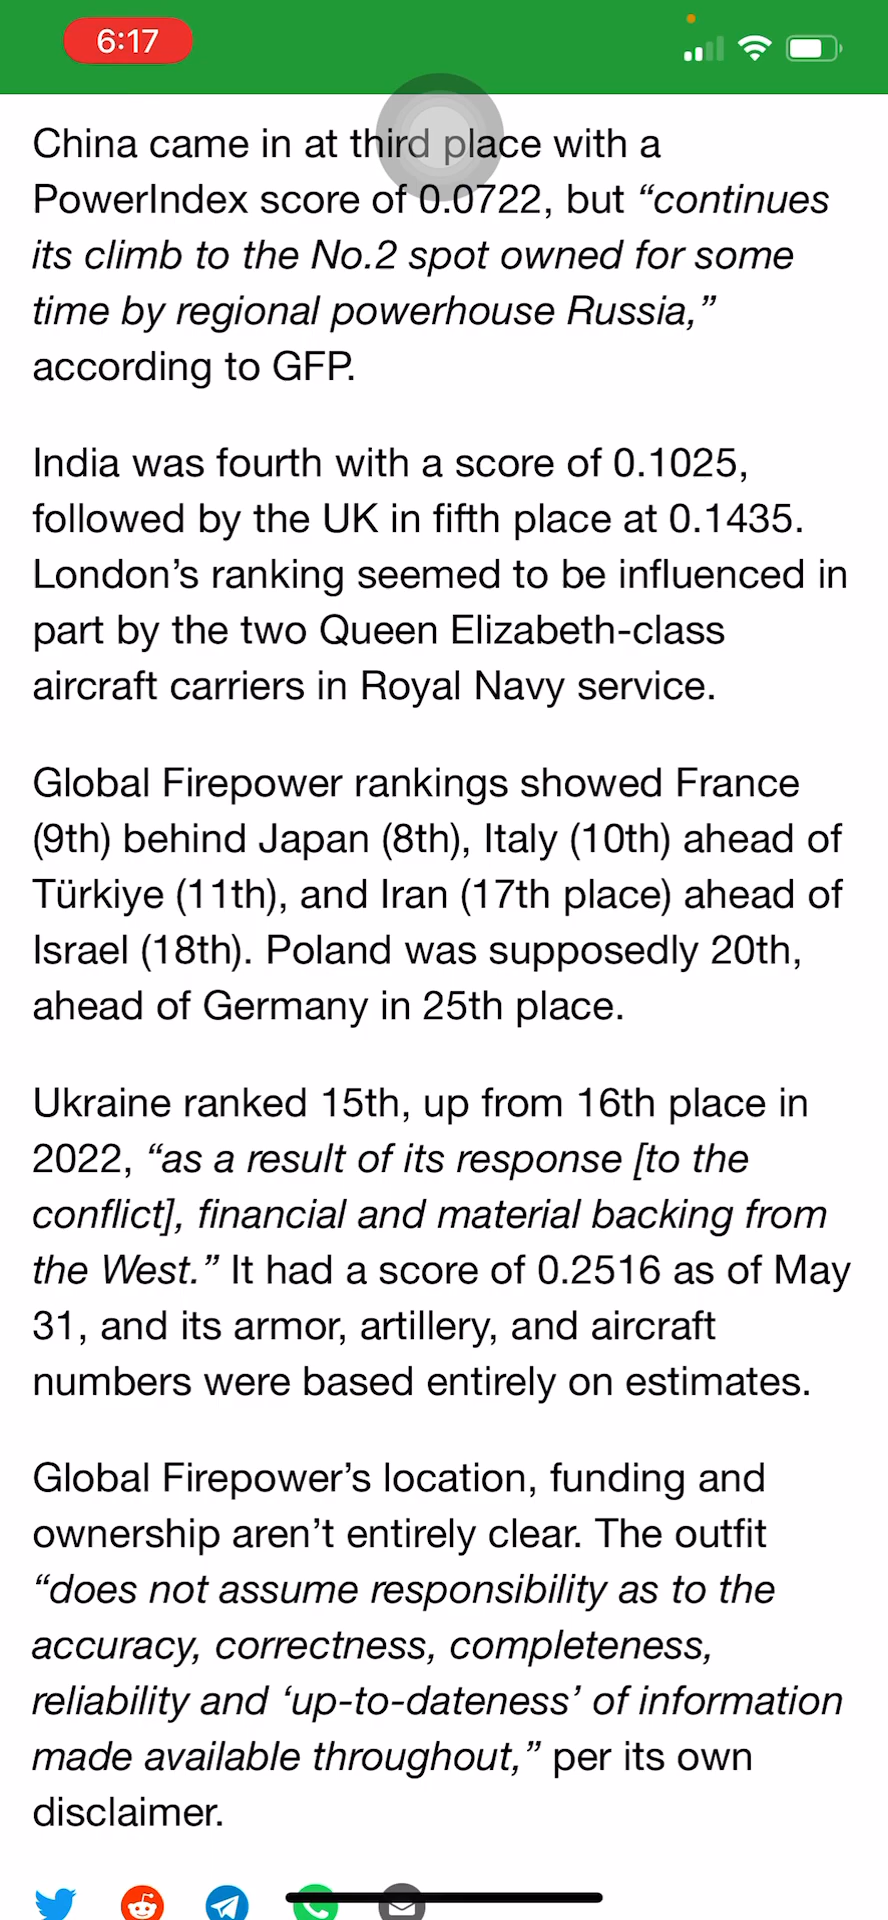 6:17
China came in at third place with a
PowerIndex score of 0.0722, but “continues
its climb to the No.2 spot owned for some
time by regional powerhouse Russia,”
according to GFP.
India was fourth with a score of 0.1025,
followed by the UK in fifth place at 0.1435.
London’s ranking seemed to be influenced in
part by the two Queen Elizabeth-class
aircraft carriers in Royal Navy service.
Global Firepower rankings showed France
(9th) behind Japan (8th), Italy (10th) ahead of
Türkiye (11th), and Iran (17th place) ahead of
Israel (18th). Poland was supposedly 20th,
ahead of Germany in 25th place.
Ukraine ranked 15th, up from 16th place in
2022, “as a result of its response [to the
conflict], financial and material backing from
the West.” It had a score of 0.2516 as of May
31, and its armor, artillery, and aircraft
numbers were based entirely on estimates.
Global Firepower’s location, funding and
ownership aren’t entirely clear. The outfit
“does not assume responsibility as to the
accuracy, correctness, completeness,
reliability and ‘up-to-dateness’ of information
made available throughout,” per its own
disclaimer.